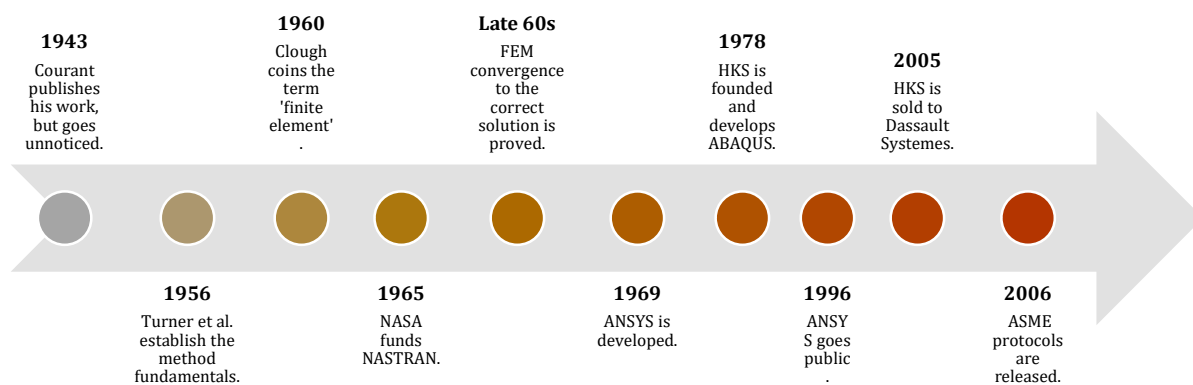 1943
Courant
publishes
his work,
but goes
unnoticed.
1956
Turner et al.
establish the
method
fundamentals.
1960
Clough
coins the
term
'finite
element'
.
1965
NASA
funds
NASTRAN.
Late 60s
FEM
convergence
to the
correct
solution is
proved.
1969
ANSYS is
developed.
1978
HKS is
founded
and
develops
ABAQUS.
1996
ANSY
S goes
public
.
2005
HKS is
sold to
Dassault
Systemes.
2006
ASME
protocols
are
released.